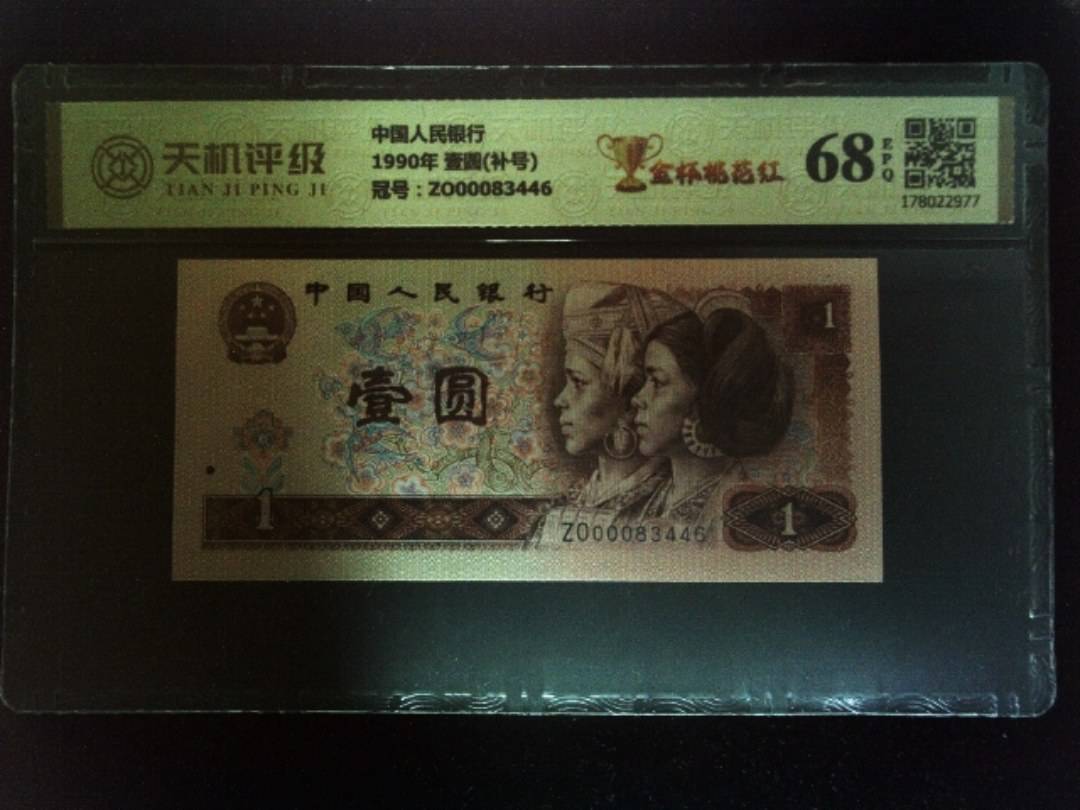 天机评级
TIAN JI PING JI
中国人民银行
1990年 壹圆(补号)
冠号：ZO00083446
金杯桃花红
68
EPQ
178022977
中国人民银行
1
壹圆
1
ZO00083446
1